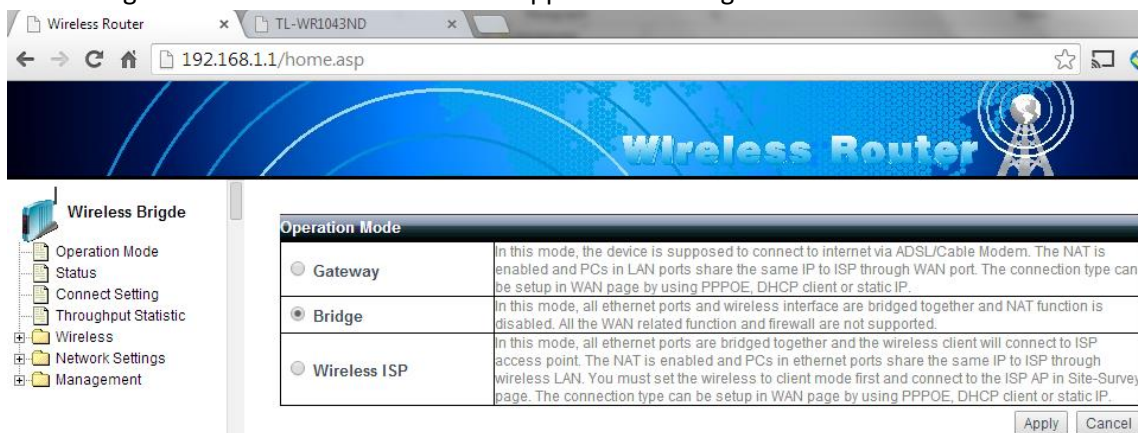 Wireless Router
TL-WR1043ND
192.168.1.1/home.asp
Wireless Router
Wireless Brigde
Operation Mode
Status
Connect Setting
Throughput Statistic
Wireless
Network Settings
Management
Operation Mode
Gateway
In this mode, the device is supposed to connect to internet via ADSL/Cable Modem. The NAT is
enabled and PCs in LAN ports share the same IP to ISP through WAN port. The connection type can
be setup in WAN page by using PPPOE, DHCP client or static IP.
Bridge
In this mode, all ethernet ports and wireless interface are bridged together and NAT function is
disabled. All the WAN related function and firewall are not supported.
Wireless ISP
In this mode, all ethernet ports are bridged together and the wireless client will connect to ISP
access point. The NAT is enabled and PCs in ethernet ports share the same IP to ISP through
wireless LAN. You must set the wireless to client mode first and connect to the ISP AP in Site-Survey
page. The connection type can be setup in WAN page by using PPPOE, DHCP client or static IP.
Apply Cancel